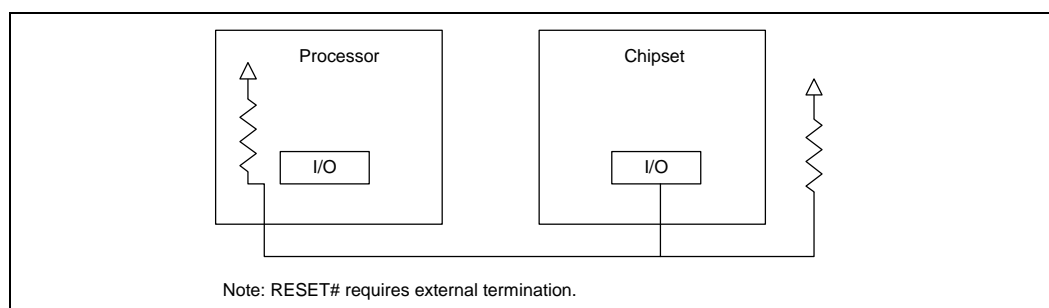 Processor
Chipset
I/O
I/O
Note: RESET# requires external termination.